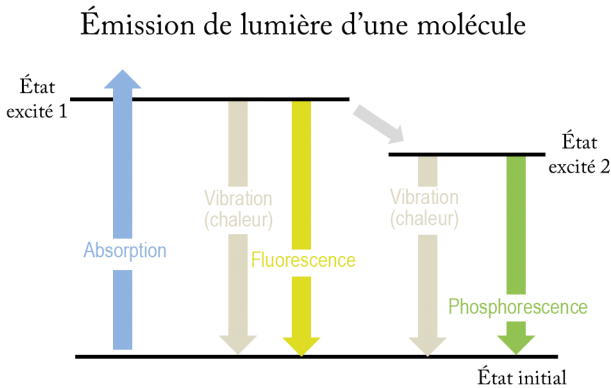 Émission de lumière d'une molécule
État
excité 1
État
excité 2
Vibration
(chaleur)
Vibration
(chaleur)
Absorption
Fluorescence
Phosphorescence
État initial